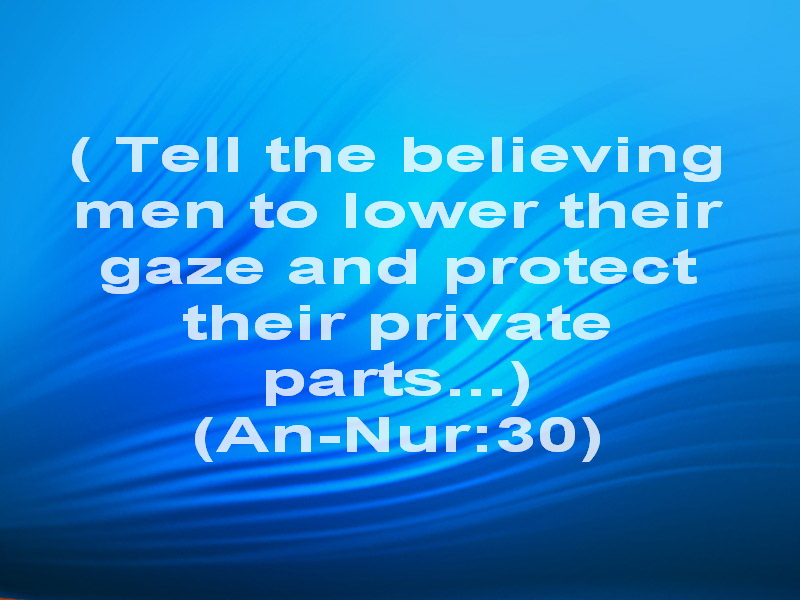 ( Tell the believing
men to lower their
gaze and protect
their private
parts...)
(An-Nur:30)